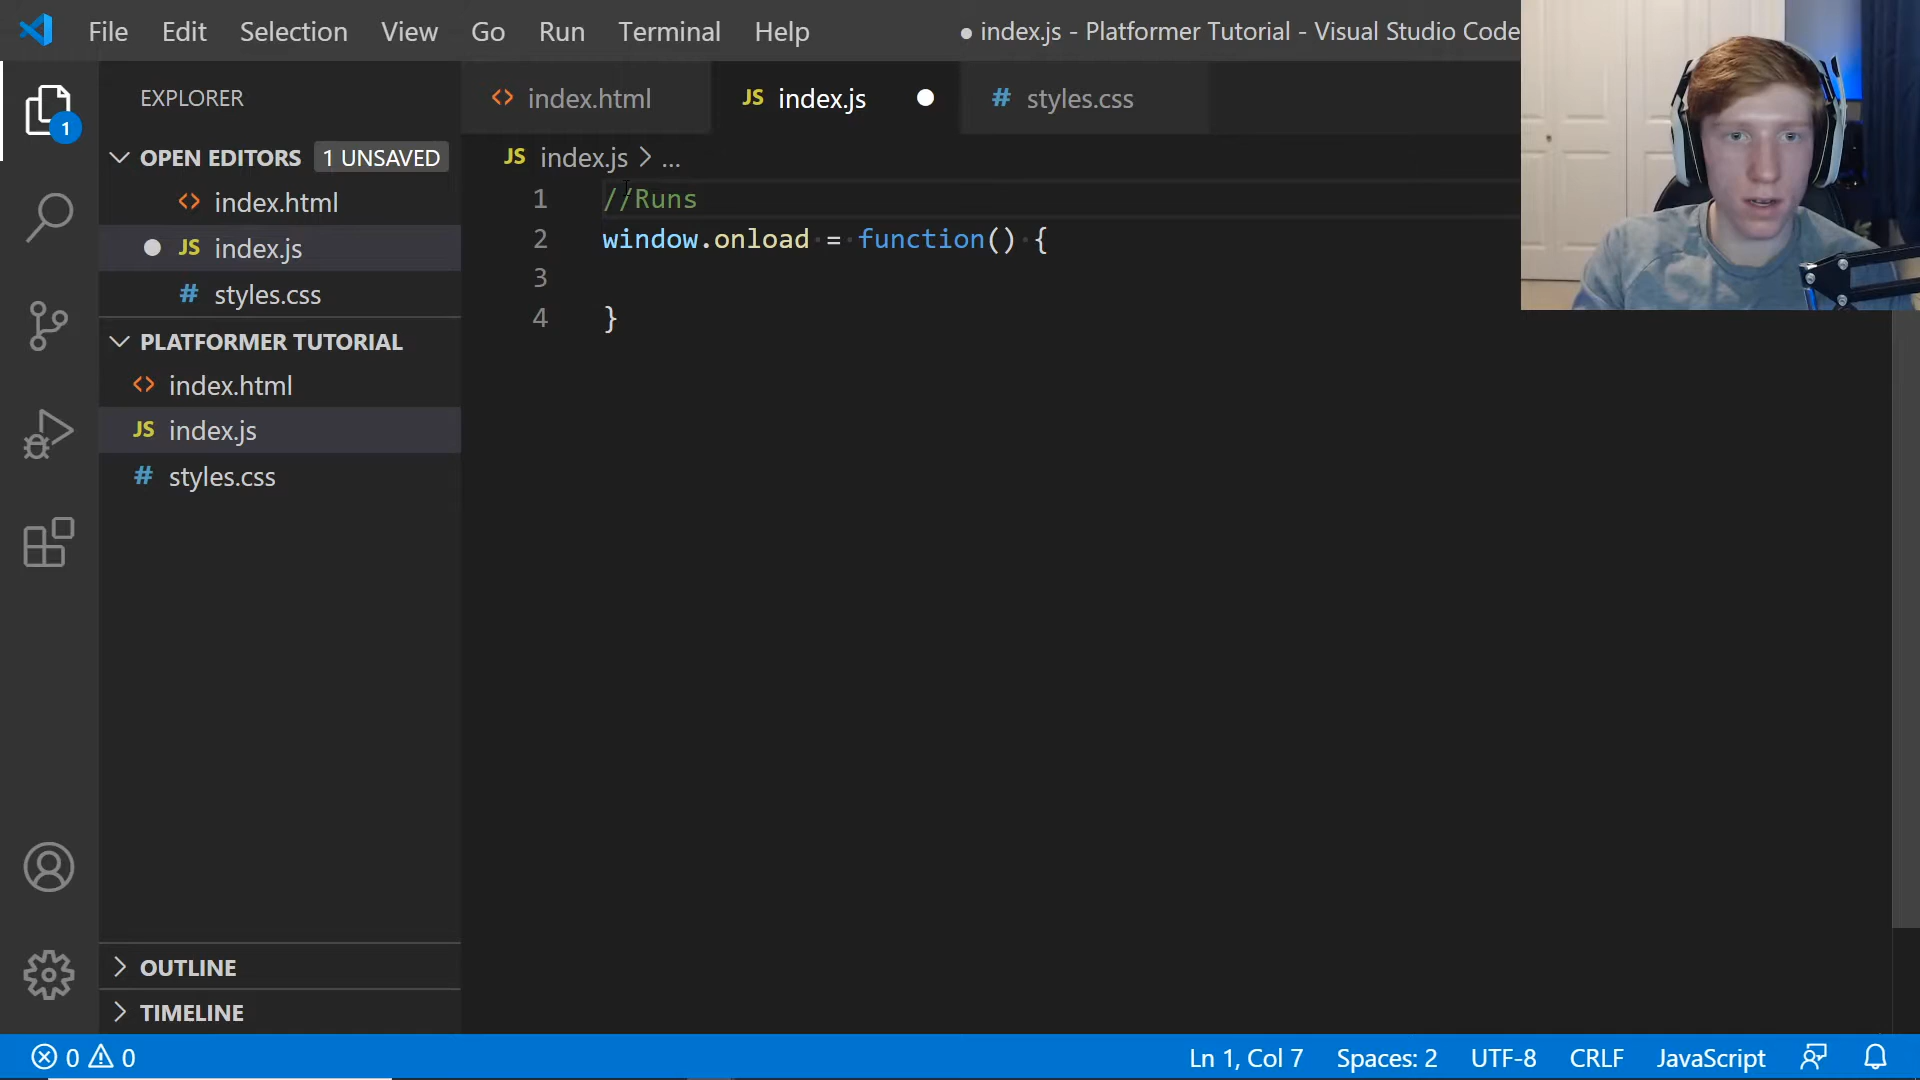 File Edit Selection View Go Run Terminal Help ● index.js - Platformer Tutorial - Visual Studio Code
EXPLORER
index.html
JS index.js
# styles.css
1
OPEN EDITORS
1 UNSAVED
index.html
JS index.js
# styles.css
PLATFORMER TUTORIAL
index.html
JS index.js
# styles.css
OUTLINE
TIMELINE
JS index.js > ...
1 //Runs
2 window.onload = function() {
3
4 }
0 0
Ln 1, Col 7 Spaces: 2 UTF-8 CRLF JavaScript